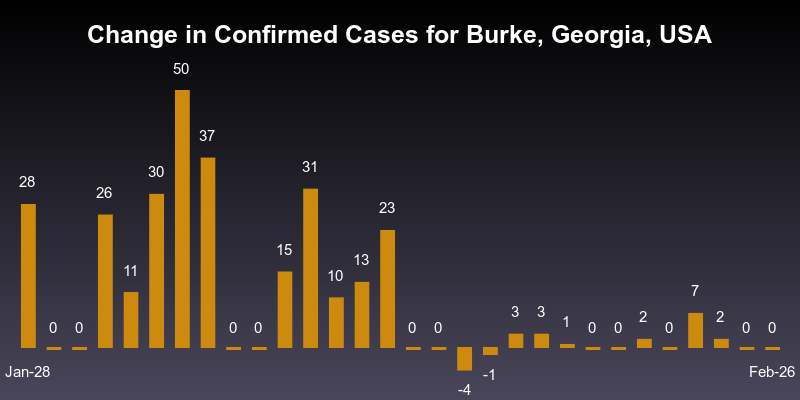 Change in Confirmed Cases for Burke, Georgia, USA
28 0 0 26 11 30 50 37 0 0 15 31 10 13 23 0 0 -4 -1 3 3 1 0 0 2 0 7 2 0 0
Jan-28 Feb-26